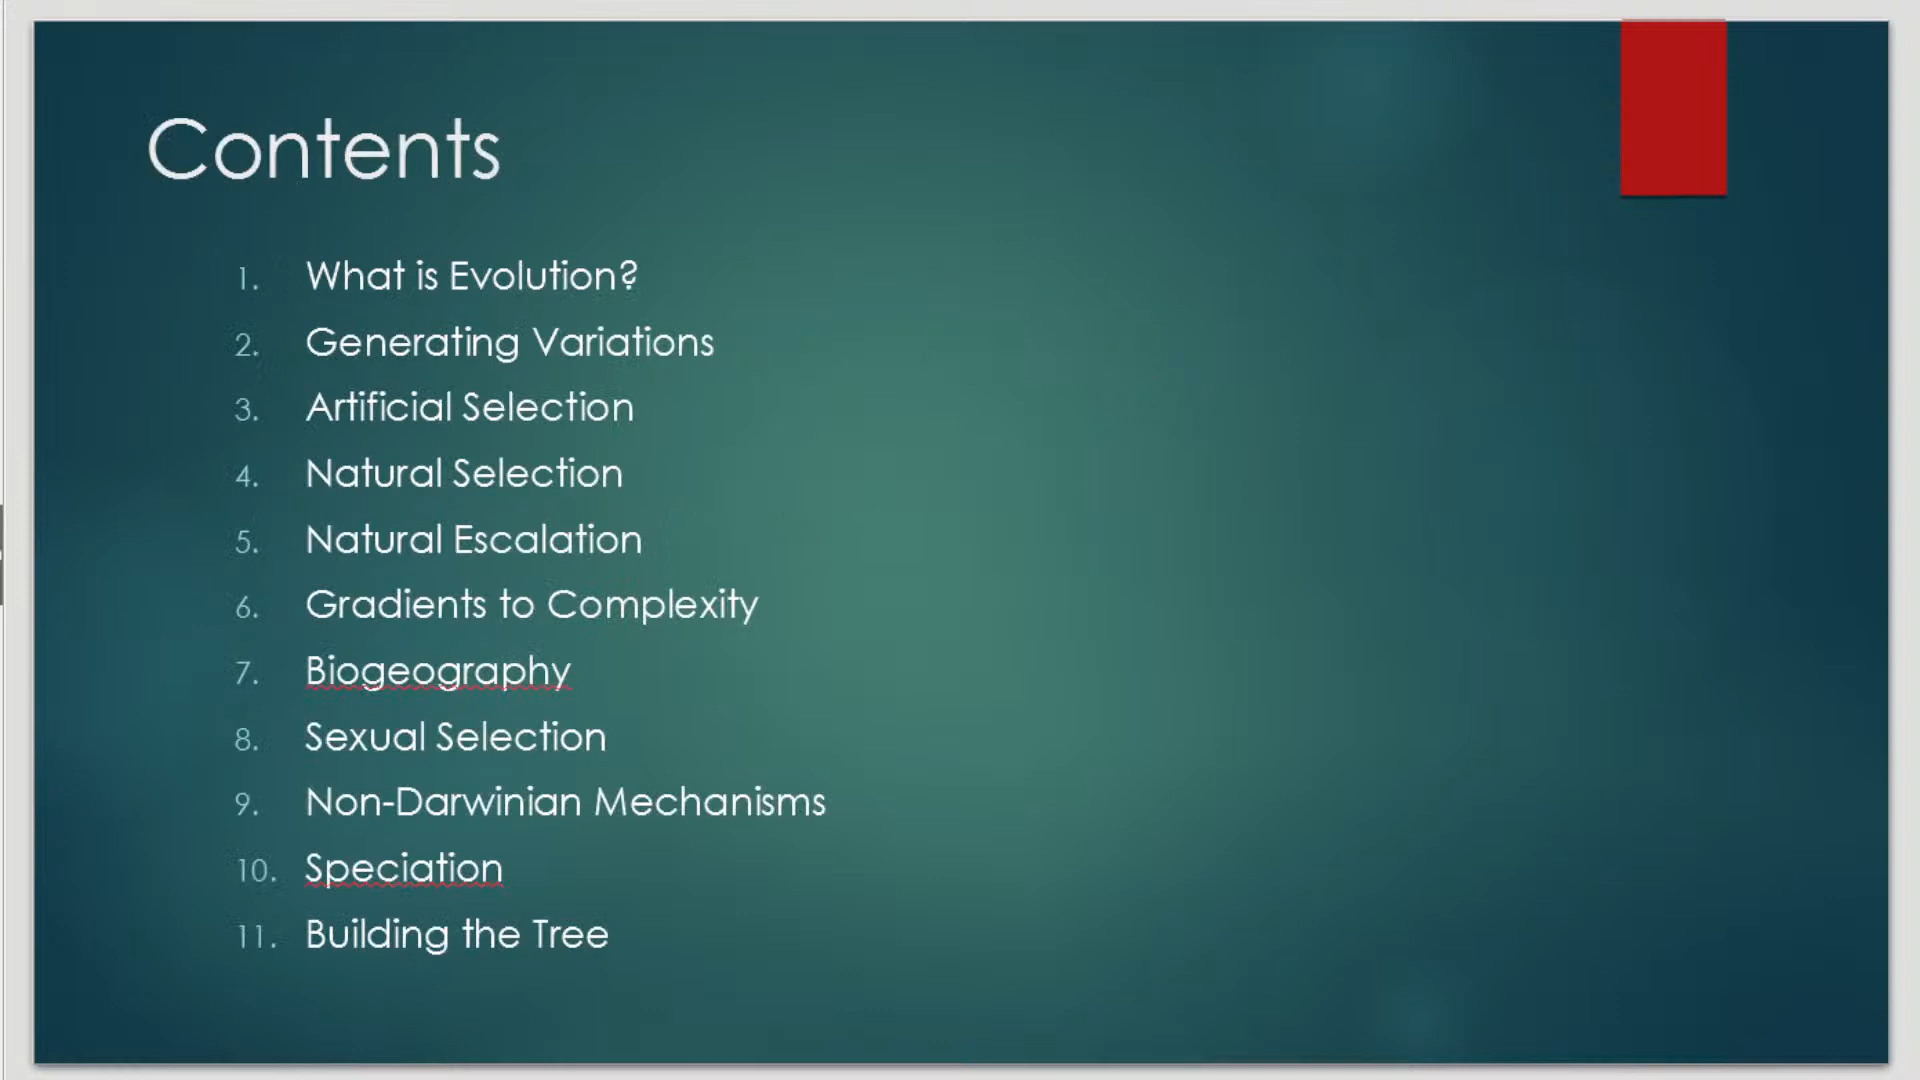 Contents
1. What is Evolution?
2. Generating Variations
3. Artificial Selection
4. Natural Selection
5. Natural Escalation
6. Gradients to Complexity
7. Biogeography
8. Sexual Selection
9. Non-Darwinian Mechanisms
10. Speciation
11. Building the Tree